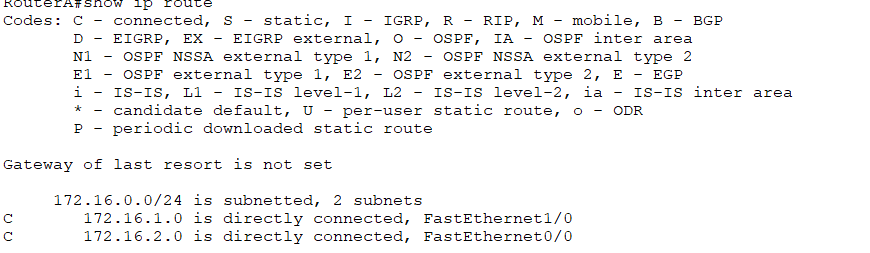 RouterA#show ip route
Codes: C - connected, S - static, I - IGRP, R - RIP, M - mobile, B - BGP
D - EIGRP, EX - EIGRP external, O - OSPF, IA - OSPF inter area
N1 - OSPF NSSA external type 1, N2 - OSPF NSSA external type 2
E1 - OSPF external type 1, E2 - OSPF external type 2, E - EGP
i - IS-IS, L1 - IS-IS level-1, L2 - IS-IS level-2, ia - IS-IS inter area
* - candidate default, U - per-user static route, o - ODR
P - periodic downloaded static route
Gateway of last resort is not set
172.16.0.0/24 is subnetted, 2 subnets
C 172.16.1.0 is directly connected, FastEthernet1/0
C 172.16.2.0 is directly connected, FastEthernet0/0